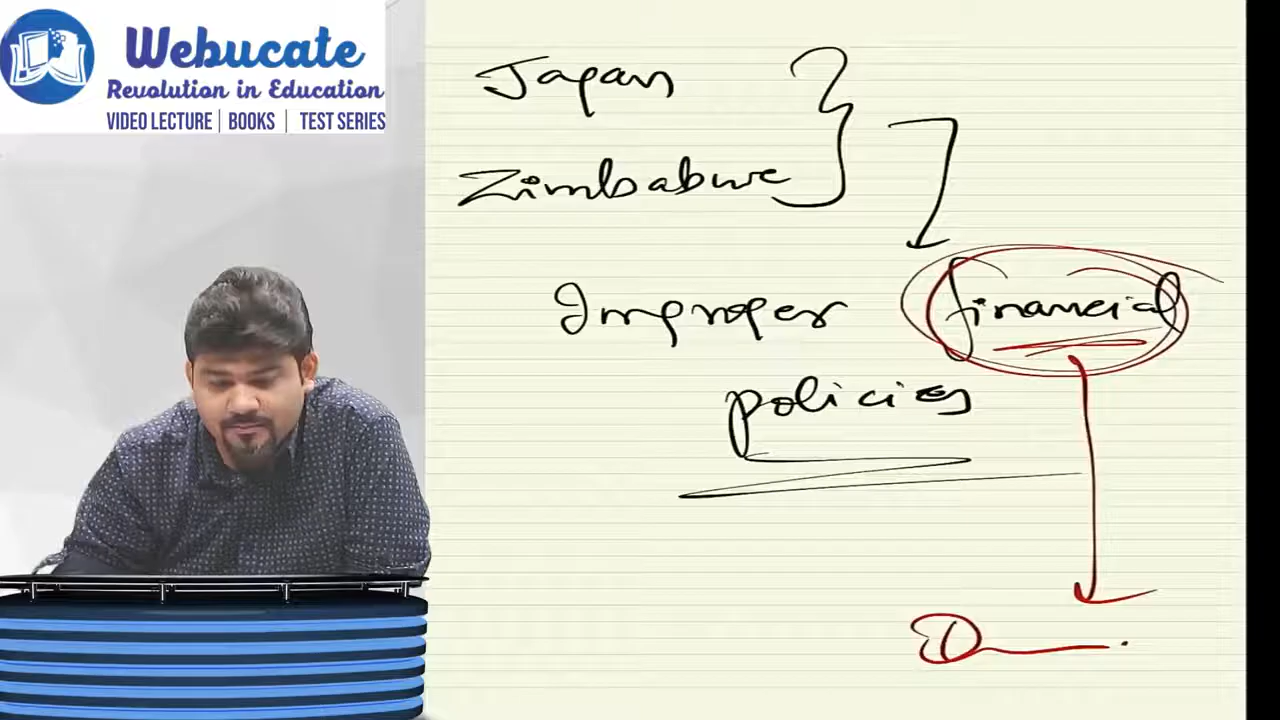 Webucate
Revolution in Education
VIDEO LECTURE | BOOKS | TEST SERIES
Japan
Zimbabwe
Improper financial
policies